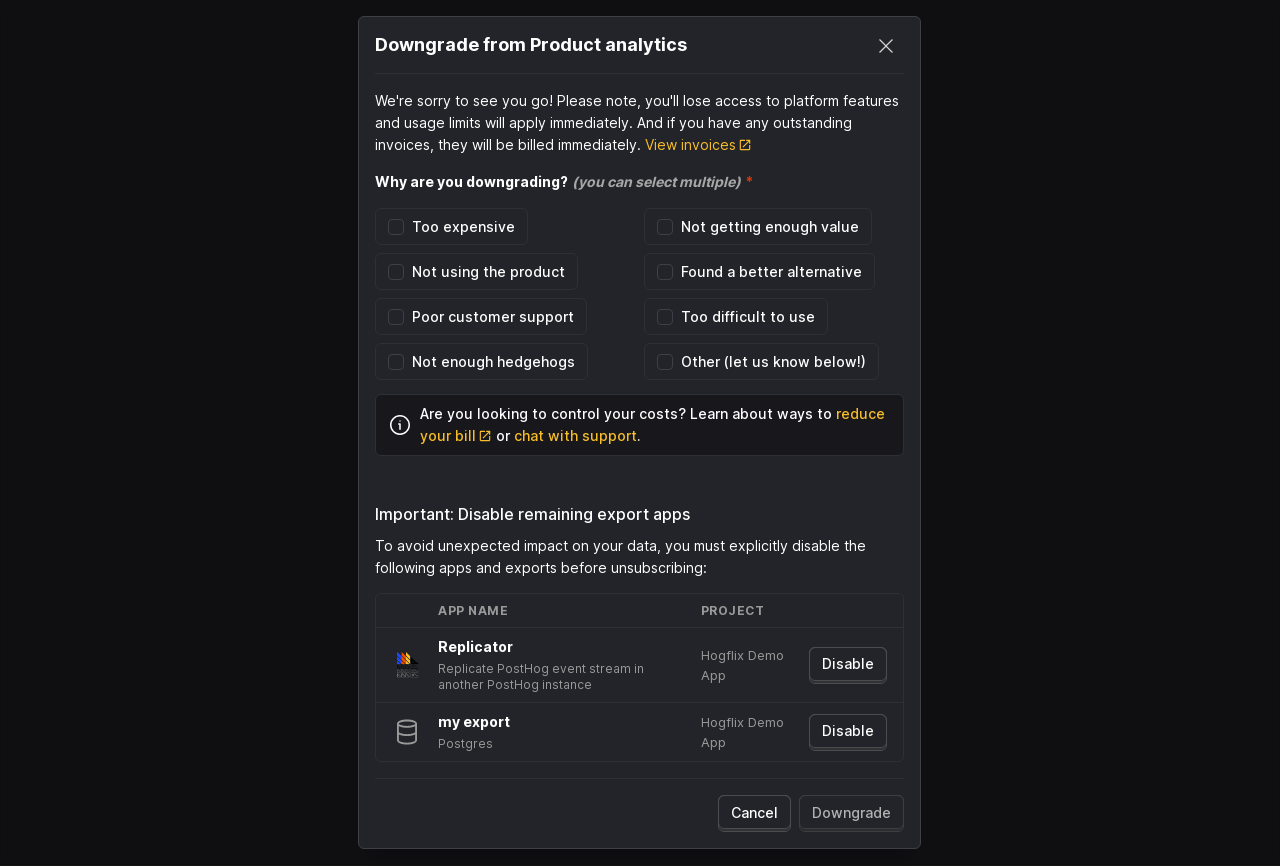 Downgrade from Product analytics
We're sorry to see you go! Please note, you'll lose access to platform features
and usage limits will apply immediately. And if you have any outstanding
invoices, they will be billed immediately. View invoices
Why are you downgrading? (you can select multiple) *
Too expensive
Not getting enough value
Not using the product
Found a better alternative
Poor customer support
Too difficult to use
Not enough hedgehogs
Other (let us know below!)
Are you looking to control your costs? Learn about ways to reduce
your bill or chat with support.
Important: Disable remaining export apps
To avoid unexpected impact on your data, you must explicitly disable the
following apps and exports before unsubscribing:
APP NAME PROJECT
Replicator
Replicate PostHog event stream in
another PostHog instance
Hogflix Demo
App
Disable
my export
Postgres
Hogflix Demo
App
Disable
Cancel
Downgrade